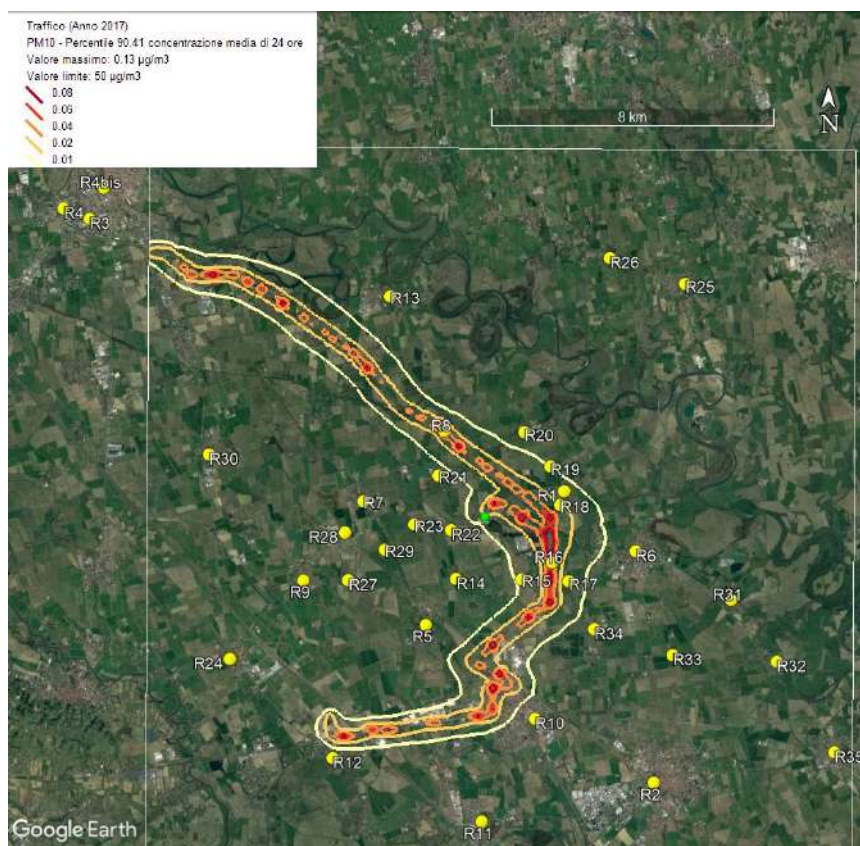 Traffico (Anno 2017)
PM10 - Percentile 90.41 concentrazione media di 24 ore
Valore massimo: 0.13 µg/m3
Valore limite: 50 µg/m3
0.08
0.06
0.04
0.02
0.01
8 km
N
R4bis
R4
R3
R26
R25
R13
R8
R20
R30
R19
R21
R1
R7
R18
R23
R22
R28
R29
R16
R6
R9
R27
R14
R15
R17
R31
R5
R34
R33
R24
R32
R10
R12
R35
R2
R11
Google Earth